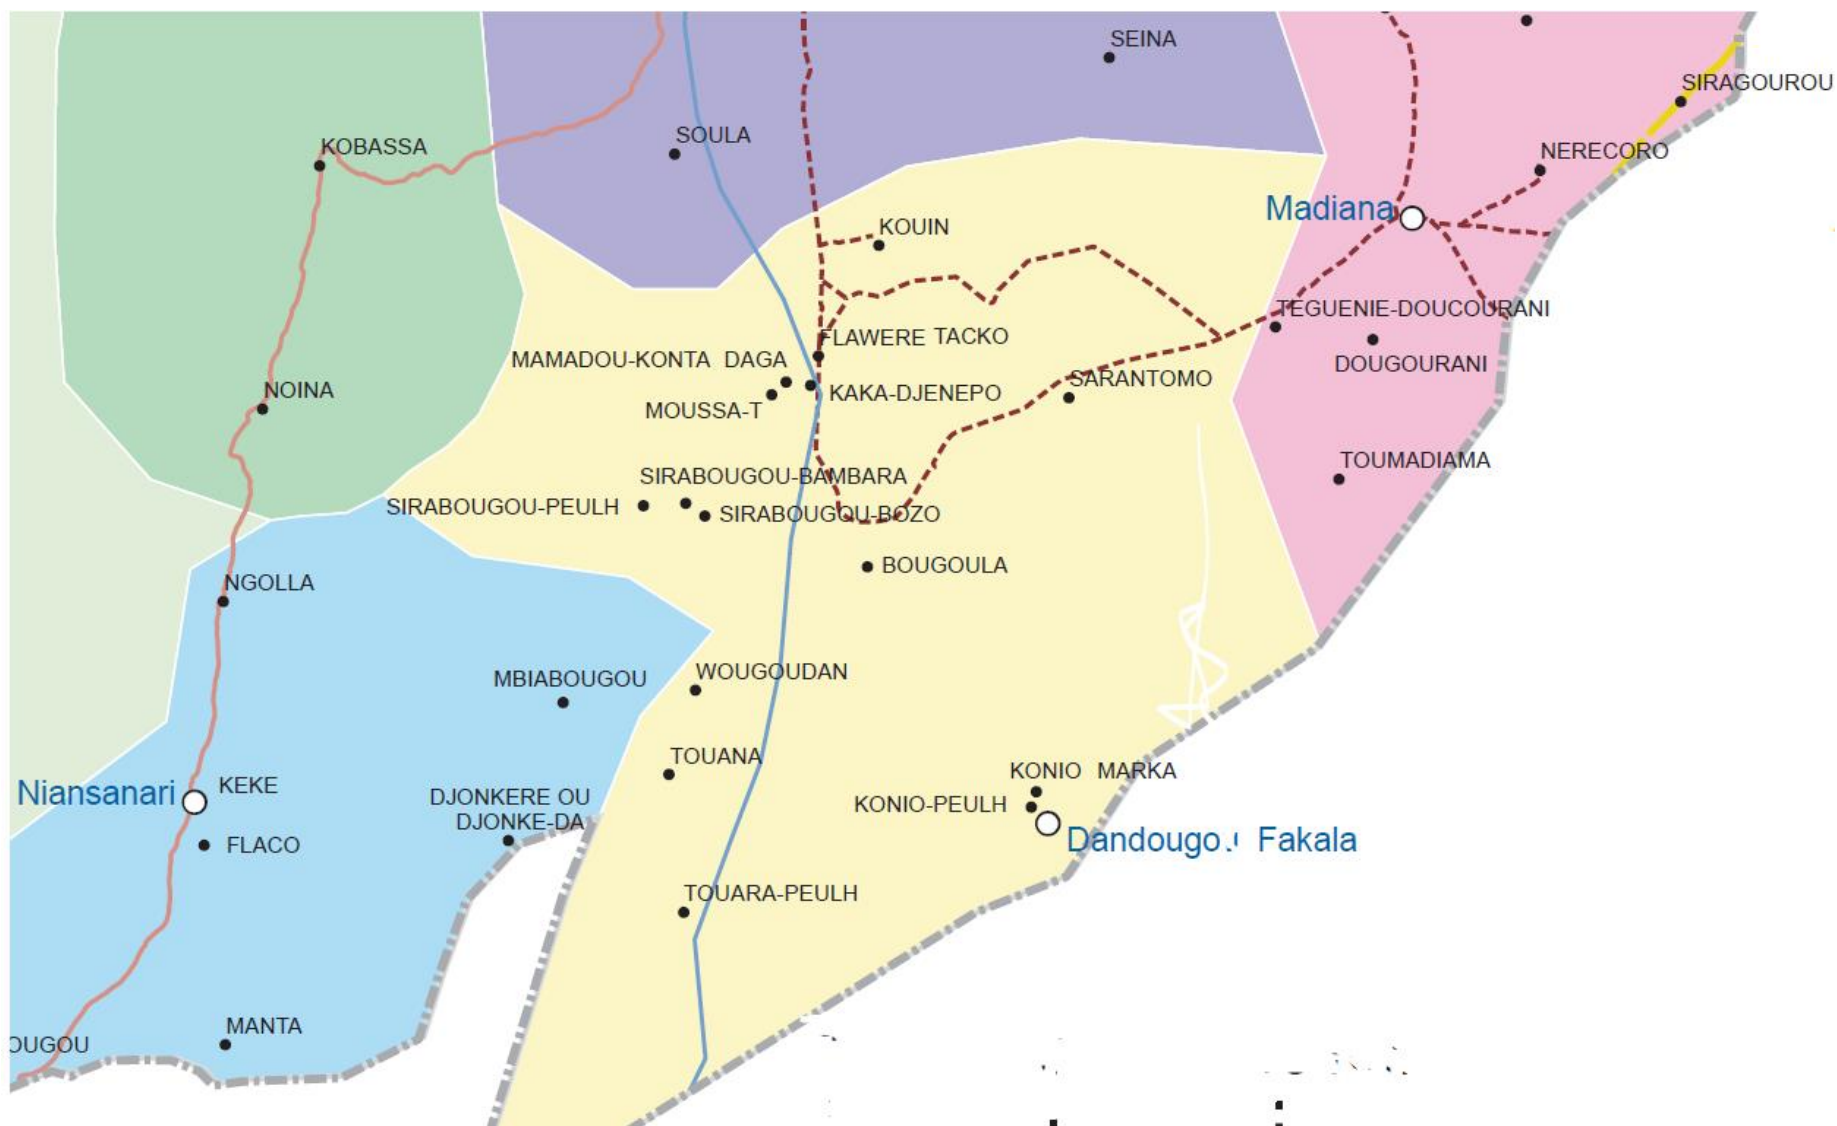 SEINA
SIRAGOUROU
SOULA
KOBASSA
NERECORO
Madiana
KOUIN
TEGUENIE-DOUCOURANI
FLAWERE TACKO
MAMADOU-KONTA DAGA
DOUGOURANI
SARANTOMO
NOINA
KAKA-DJENEPO
MOUSSA-T
TOUMADIAMA
SIRABOUGOU-BAMBARA
SIRABOUGOU-PEULH
SIRABOUGOU-BOZO
BOUGOULA
NGOLLA
WOUGOUDAN
MBIABOUGOU
TOUANA
KONIO MARKA
KEKE
Niansanari
DJONKERE OU
DJONKE-DA
KONIO-PEULH
Fakala
FLACO
TOUARA-PEULH
MANTA
OUGOU